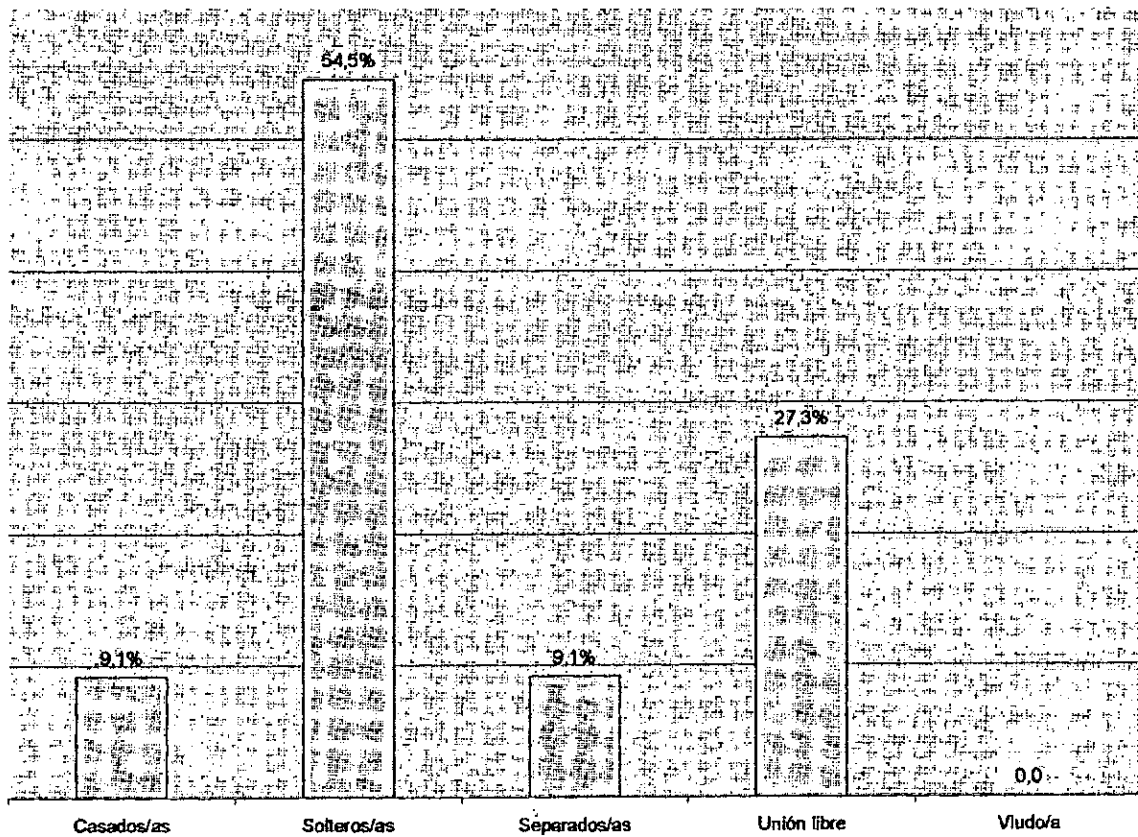 54,5%
27,3%
9,1%
9,1%
0,0
Casados/as
Solteros/as
Separados/as
Unión libre
Viudo/a